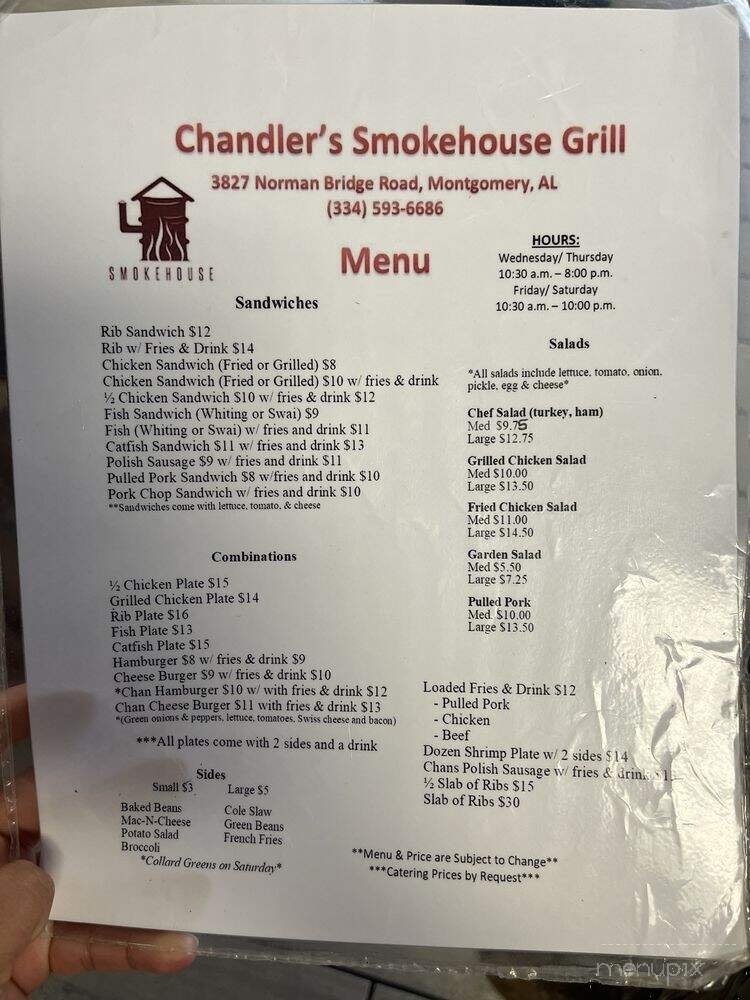 Chandler's Smokehouse Grill
3827 Norman Bridge Road, Montgomery, AL
(334) 593-6686
SMOKEHOUSE
Menu
HOURS:
Wednesday/ Thursday
10:30 a.m. – 8:00 p.m.
Friday/ Saturday
10:30 a.m. – 10:00 p.m.
Sandwiches
Rib Sandwich $12
Rib w/ Fries & Drink $14
Chicken Sandwich (Fried or Grilled) $8
Chicken Sandwich (Fried or Grilled) $10 w/ fries & drink
½ Chicken Sandwich $10 w/ fries & drink $12
Fish Sandwich (Whiting or Swai) $9
Fish (Whiting or Swai) w/ fries and drink $11
Catfish Sandwich $11 w/ fries and drink $13
Polish Sausage $9 w/ fries and drink $11
Pulled Pork Sandwich $8 w/fries and drink $10
Pork Chop Sandwich w/ fries and drink $10
**Sandwiches come with lettuce, tomato, & cheese
Salads
*All salads include lettuce, tomato, onion,
pickle, egg & cheese*
Chef Salad (turkey, ham)
Med $9.75
Large $12.75
Grilled Chicken Salad
Med $10.00
Large $13.50
Fried Chicken Salad
Med $11.00
Large $14.50
Garden Salad
Med $5.50
Large $7.25
Pulled Pork
Med. $10.00
Large $13.50
Combinations
½ Chicken Plate $15
Grilled Chicken Plate $14
Rib Plate $16
Fish Plate $13
Catfish Plate $15
Hamburger $8 w/ fries & drink $9
Cheese Burger $9 w/ fries & drink $10
*Chan Hamburger $10 w/ with fries & drink $12
Chan Cheese Burger $11 with fries & drink $13
*(Green onions & peppers, lettuce, tomatoes, Swiss cheese and bacon)
***All plates come with 2 sides and a drink
Loaded Fries & Drink $12
- Pulled Pork
- Chicken
- Beef
Dozen Shrimp Plate w/ 2 sides $14
Chans Polish Sausage w/ fries & drink
½ Slab of Ribs $15
Slab of Ribs $30
Sides
Small $3 Large $5
Baked Beans Cole Slaw
Mac-N-Cheese Green Beans
Potato Salad French Fries
Broccoli
*Collard Greens on Saturday*
**Menu & Price are Subject to Change**
***Catering Prices by Request***
menupix